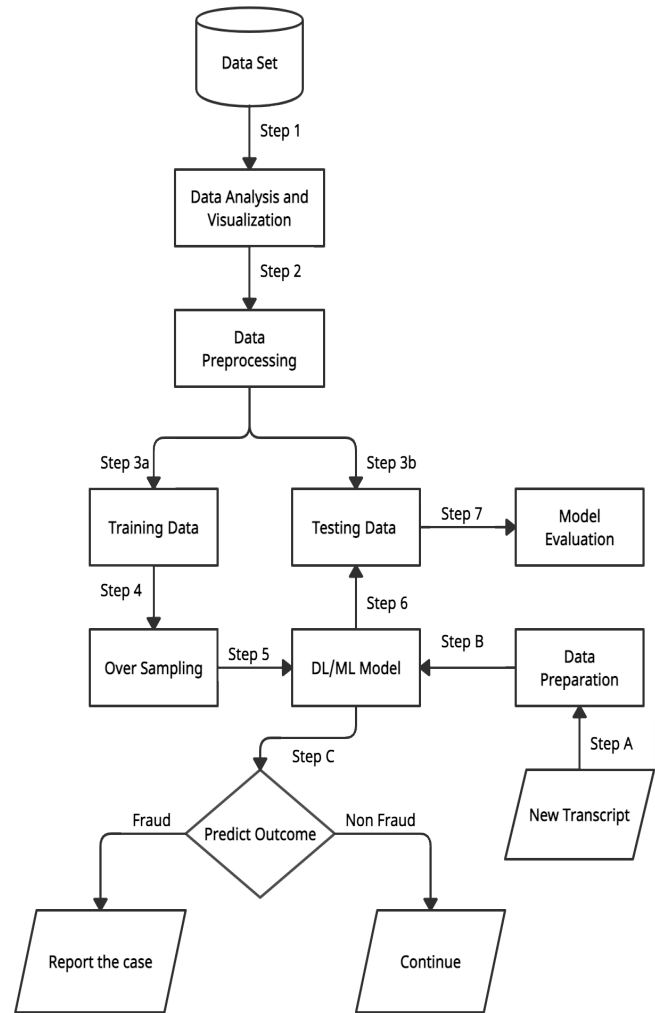 Data Set
Step 1
Data Analysis and
Visualization
Step 2
Data
Preprocessing
Step 3a
Step 3b
Training Data
Testing Data
Step 7
Model
Evaluation
Step 4
Step 6
Over Sampling
Step 5
DL/ML Model
Step B
Data
Preparation
Step A
New Transcript
Step C
Predict Outcome
Fraud
Non Fraud
Report the case
Continue